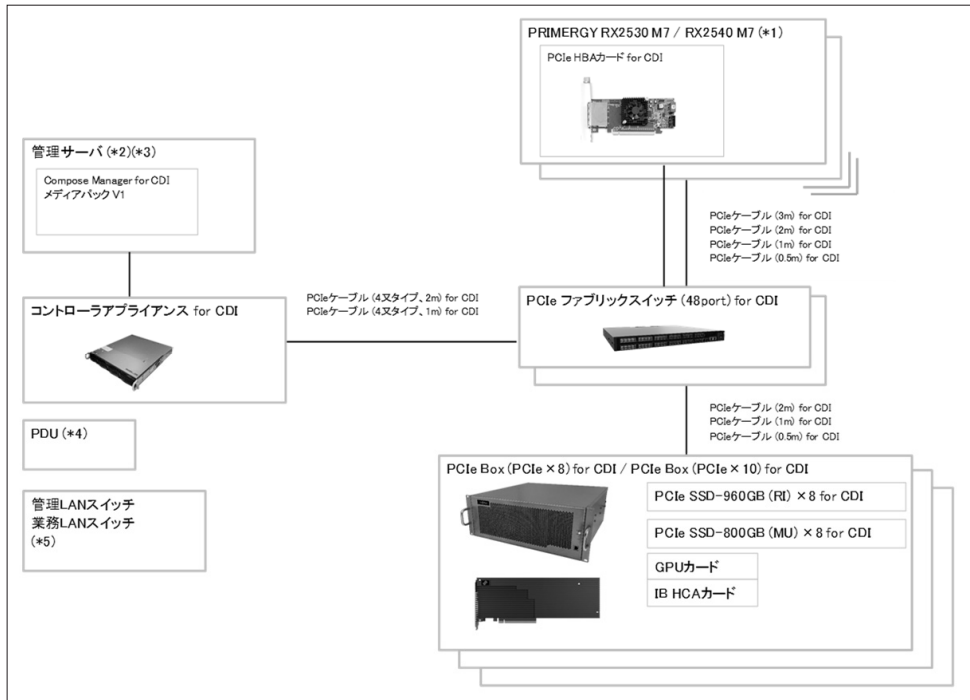 PRIMERGY RX2530 M7 / RX2540 M7 (*1)
PCIe HBAカード for CDI
管理サーバ (*2)(*3)
Compose Manager for CDI
メディアパック V1
PCIeケーブル (3m) for CDI
PCIeケーブル (2m) for CDI
PCIeケーブル (1m) for CDI
PCIeケーブル (0.5m) for CDI
コントローラアプライアンス for CDI
PCIeケーブル (4又タイプ、2m) for CDI
PCIeケーブル (4又タイプ、1m) for CDI
PCIe ファブリックスイッチ (48port) for CDI
PCIeケーブル (2m) for CDI
PCIeケーブル (1m) for CDI
PCIeケーブル (0.5m) for CDI
PDU (*4)
管理LANスイッチ
業務LANスイッチ
(*5)
PCIe Box (PCIe × 8) for CDI / PCIe Box (PCIe × 10) for CDI
PCIe SSD-960GB (RI) × 8 for CDI
PCIe SSD-800GB (MU) × 8 for CDI
GPUカード
IB HCAカード